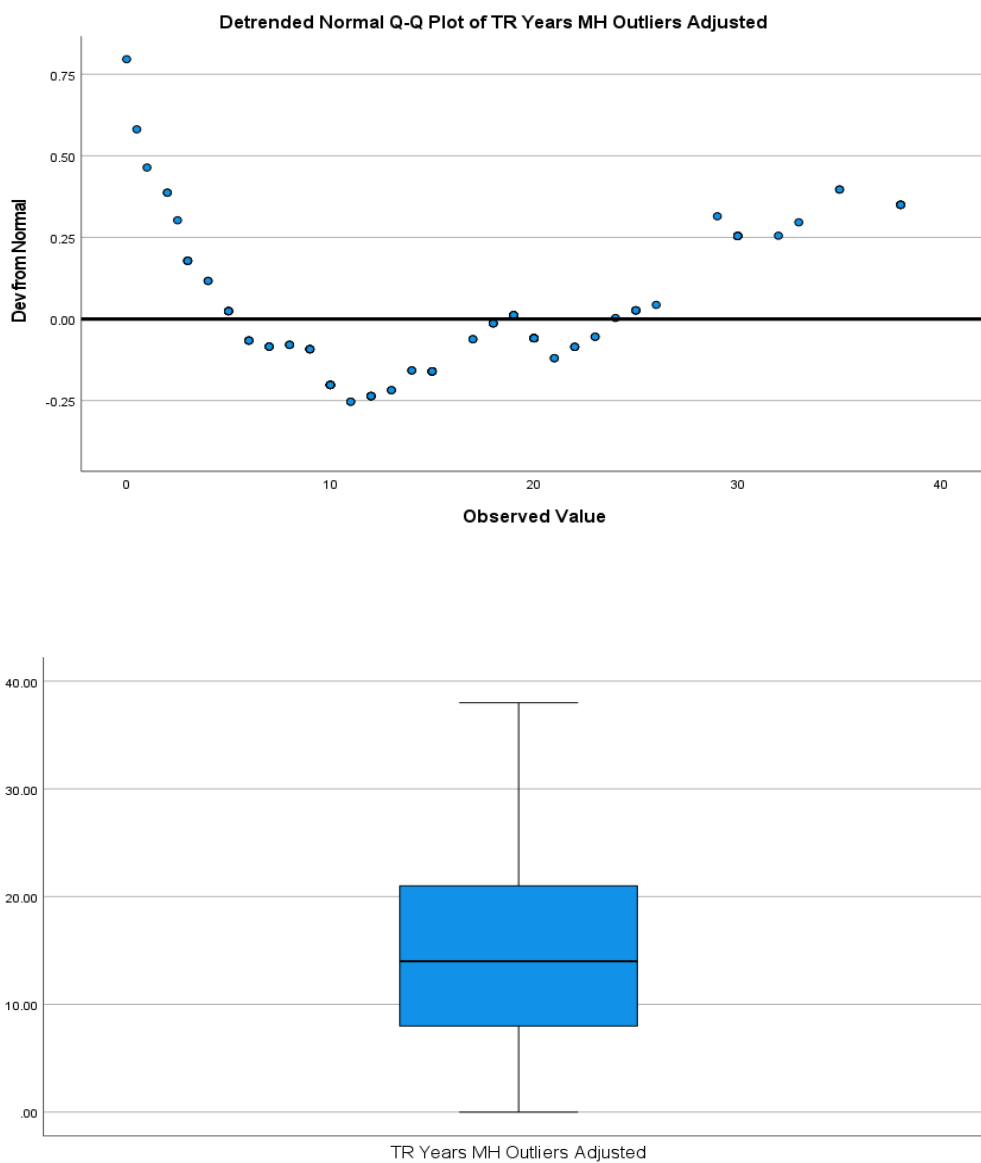 Detrended Normal Q-Q Plot of TR Years MH Outliers Adjusted
0.75
0.50
0.25
0.00
-0.25
Dev from Normal
0 10 20 30 40
Observed Value
40.00
30.00
20.00
10.00
.00
TR Years MH Outliers Adjusted